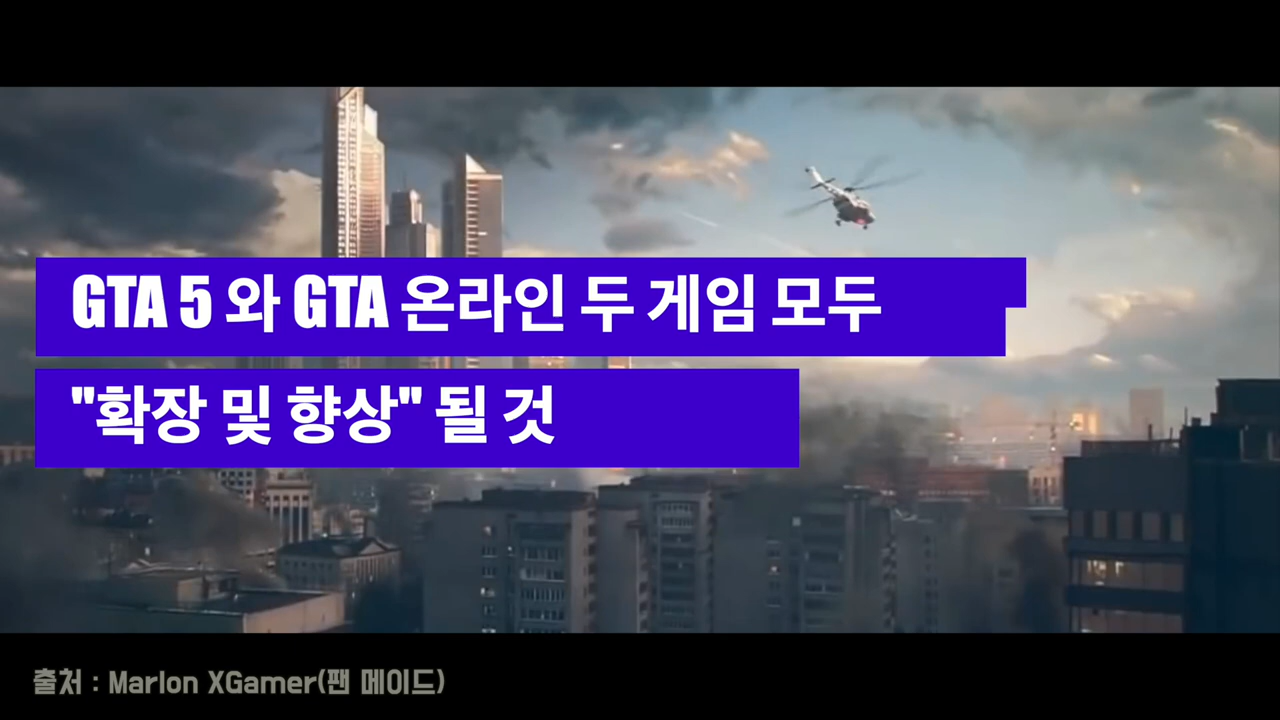 GTA 5 와 GTA 온라인 두 게임 모두
"확장 및 향상" 될 것
출처 : Marlon XGamer(팬 메이드)